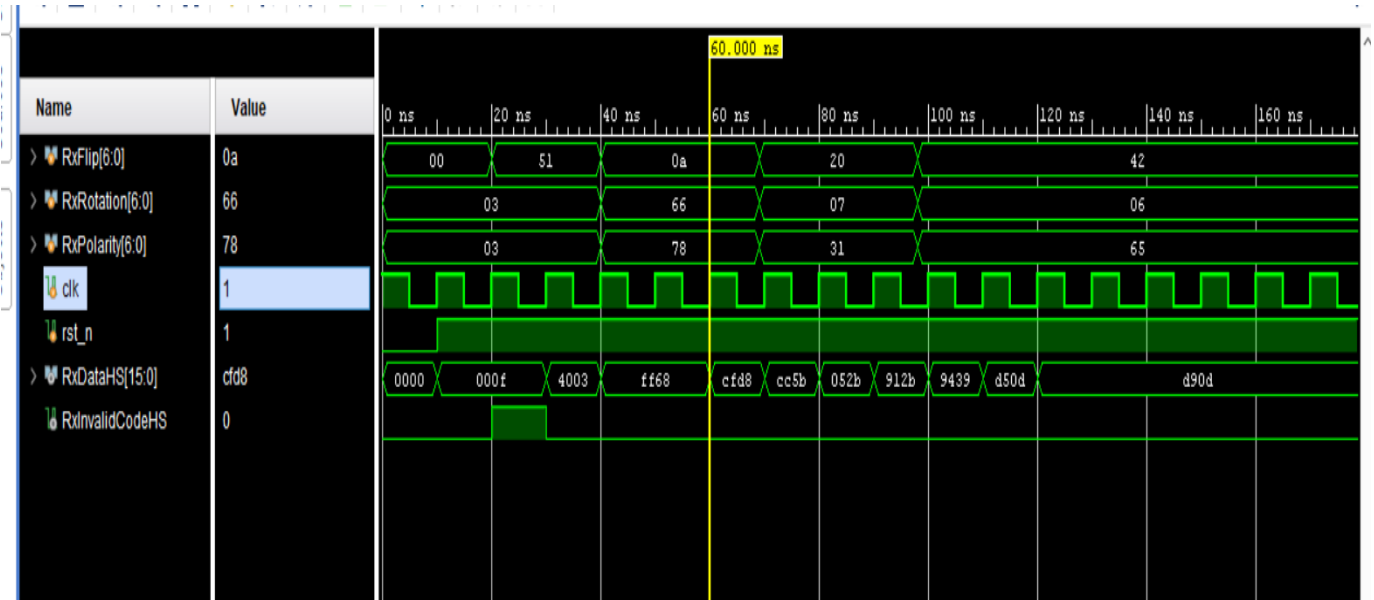 60.000 ns
Name Value
0 ns 20 ns 40 ns 60 ns 80 ns 100 ns 120 ns 140 ns 160 ns
RxFlip[6:0] 0a 00 51 0a 20 42
RxRotation[6:0] 66 03 66 07 06
RxPolarity[6:0] 78 03 78 31 65
clk 1
rst_n 1
RxDataHS[15:0] cfd8 0000 000f 4003 ff68 cfd8 cc5b 052b 912b 9439 d50d d90d
RxInvalidCodeHS 0